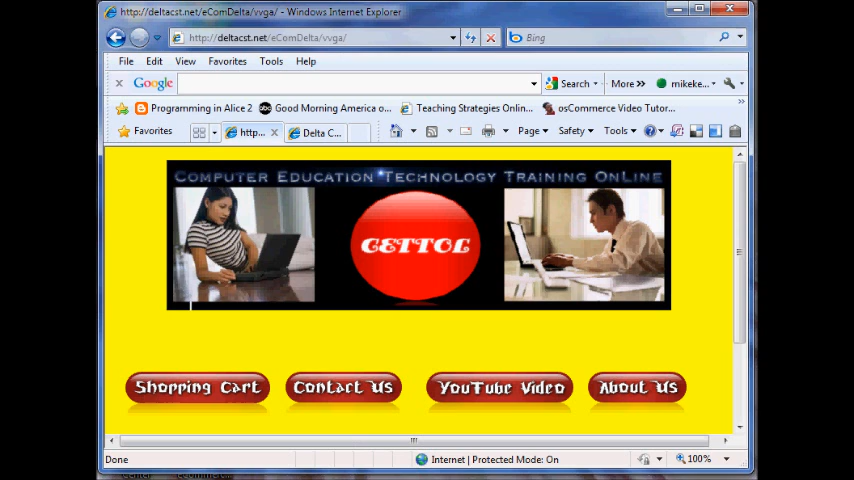 http://deltacst.net/eComDelta/vvga/ - Windows Internet Explorer
http://deltacst.net/eComDelta/vvga/
Bing
File Edit View Favorites Tools Help
Google Search More » mikeke...
Programming in Alice 2 abc Good Morning America o... Teaching Strategies Onlin... osCommerce Video Tutor...
Favorites http... Delta C... Page Safety Tools
Computer Education Technology Training OnLine
CETTOL
Shopping Cart Contact Us YouTube Video About Us
Done Internet | Protected Mode: On 100%